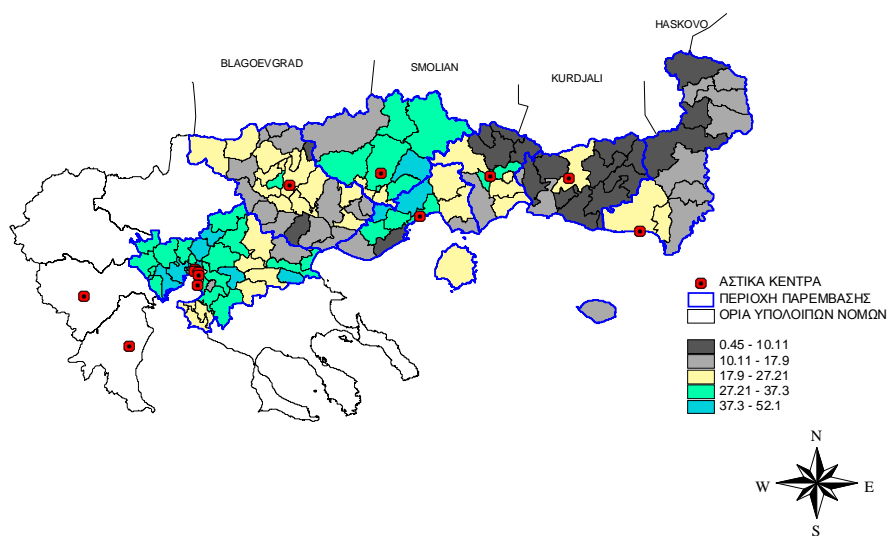 HASKOVO
BLAGOEVGRAD
SMOLIAN
KURDJALI
ΑΣΤΙΚΑ ΚΕΝΤΡΑ
ΠΕΡΙΟΧΗ ΠΑΡΕΜΒΑΣΗΣ
ΟΡΙΑ ΥΠΟΛΟΙΠΩΝ ΝΟΜΩΝ
0.45 - 10.11
10.11 - 17.9
17.9 - 27.21
27.21 - 37.3
37.3 - 52.1
N
W E
S